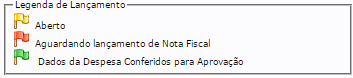 Legenda de Lançamento
Aberto
Aguardando lançamento de Nota Fiscal
Dados da Despesa Conferidos para Aprovação